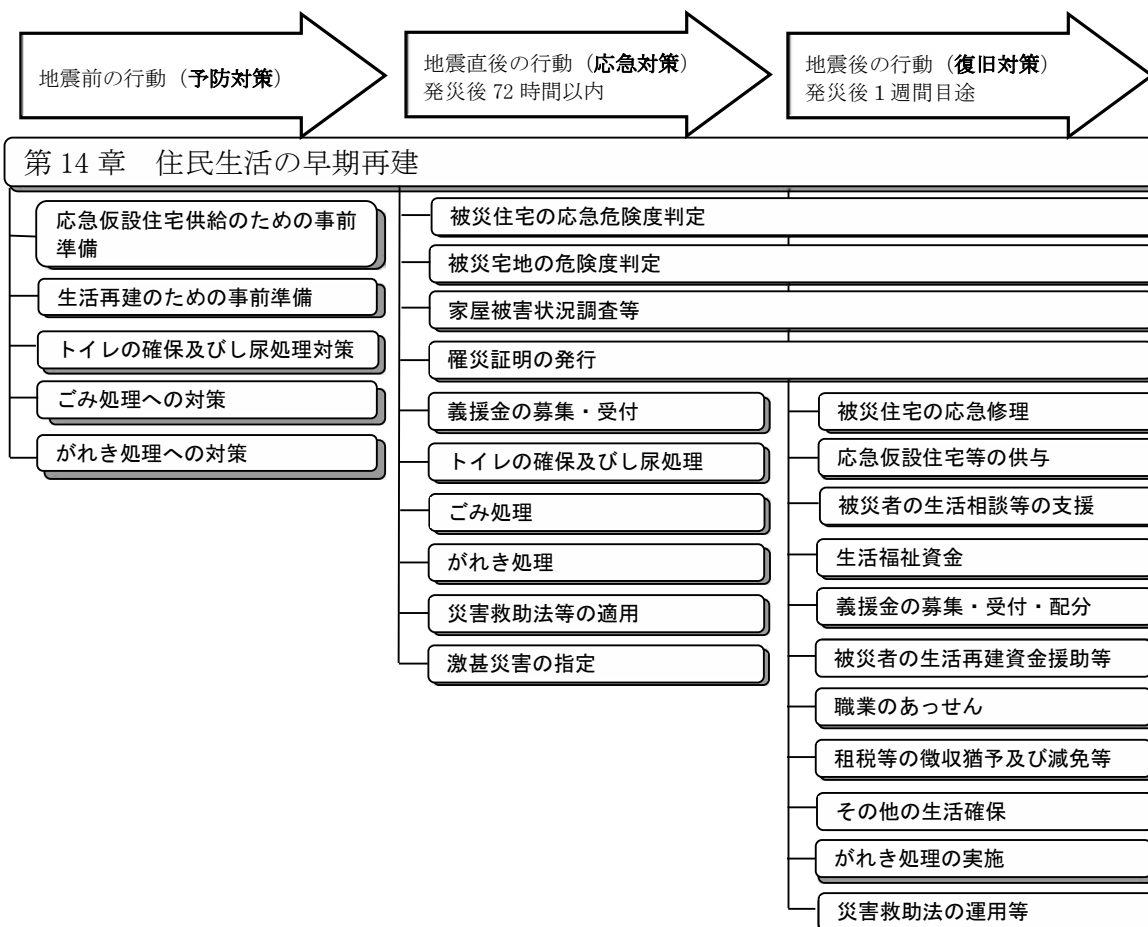 地震前の行動（予防対策）
地震直後の行動（応急対策）
発災後 72 時間以内
地震後の行動（復旧対策）
発災後１週間目途
第 14 章　住民生活の早期再建
応急仮設住宅供給のための事前
準備
生活再建のための事前準備
トイレの確保及びし尿処理対策
ごみ処理への対策
がれき処理への対策
被災住宅の応急危険度判定
被災宅地の危険度判定
家屋被害状況調査等
罹災証明の発行
義援金の募集・受付
トイレの確保及びし尿処理
ごみ処理
がれき処理
災害救助法等の適用
激甚災害の指定
被災住宅の応急修理
応急仮設住宅等の供与
被災者の生活相談等の支援
生活福祉資金
義援金の募集・受付・配分
被災者の生活再建資金援助等
職業のあっせん
租税等の徴収猶予及び減免等
その他の生活確保
がれき処理の実施
災害救助法の運用等